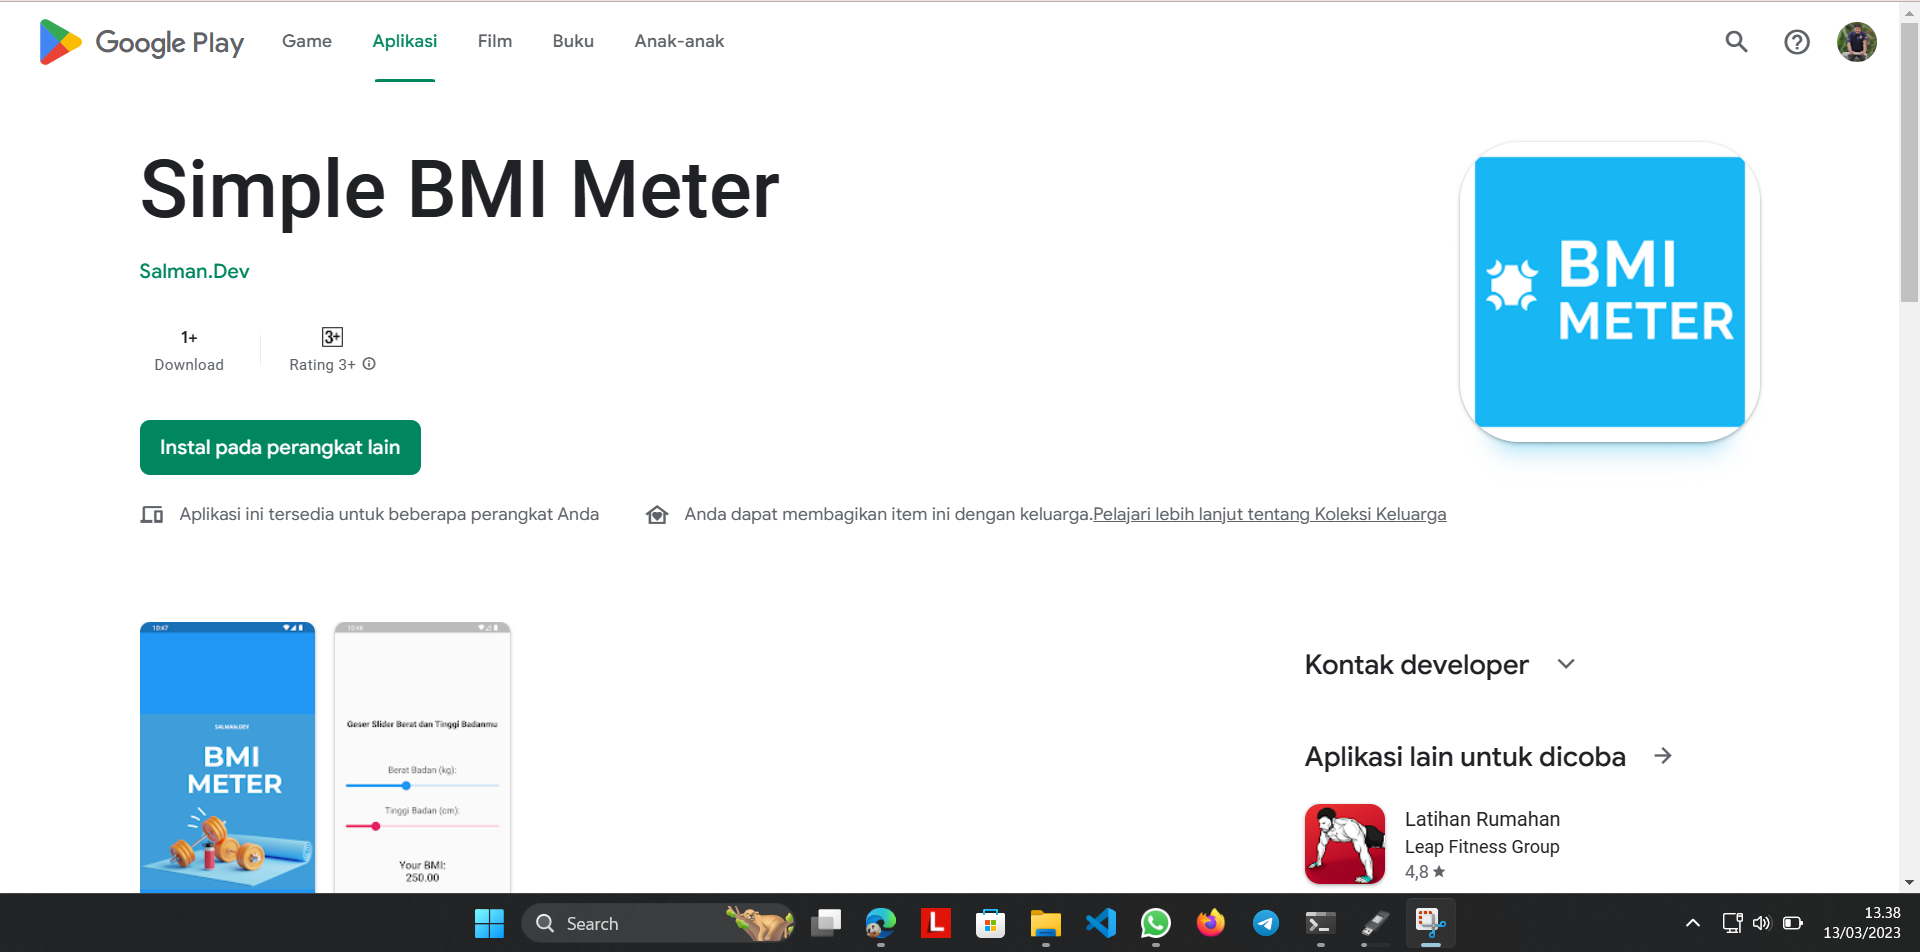 Google Play
Game
Aplikasi
Film
Buku
Anak-anak
Simple BMI Meter
Salman.Dev
1+
Download
3+
Rating 3+
BMI
METER
Instal pada perangkat lain
Aplikasi ini tersedia untuk beberapa perangkat Anda
Anda dapat membagikan item ini dengan keluarga.Pelajari lebih lanjut tentang Koleksi Keluarga
10:47
SALMAN.DEV
BMI
METER
10:46
Geser Slider Berat dan Tinggi Badanmu
Berat Badan (kg):
Tinggi Badan (cm):
Your BMI:
250.00
Kontak developer
Aplikasi lain untuk dicoba
Latihan Rumahan
Leap Fitness Group
4,8
Search
L
13.38
13/03/2023